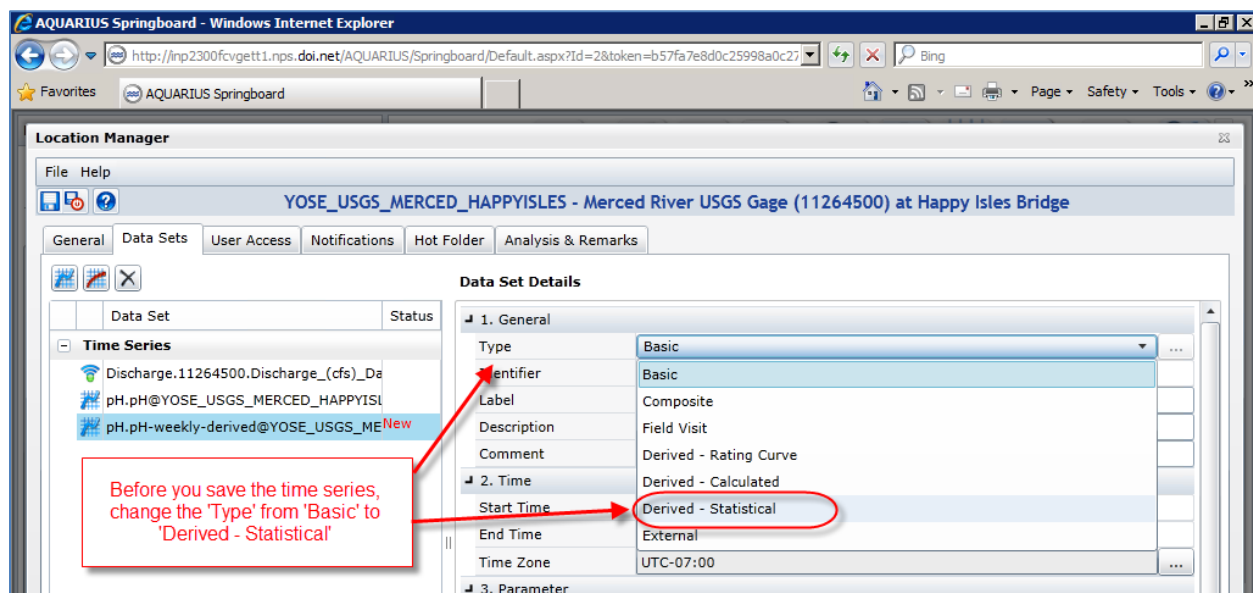 AQUARIUS Springboard - Windows Internet Explorer
http://inp2300fcvgett1.nps.doi.net/AQUARIUS/Springboard/Default.aspx?Id=2&token=b57fa7e8d0c25998a0c27
Bing
Favorites
AQUARIUS Springboard
Page
Safety
Tools
Location Manager
File Help
YOSE_USGS_MERCED_HAPPYISLES - Merced River USGS Gage (11264500) at Happy Isles Bridge
General
Data Sets
User Access
Notifications
Hot Folder
Analysis & Remarks
Data Set
Status
Time Series
Discharge.11264500.Discharge_(cfs)_Da
pH.pH@YOSE_USGS_MERCED_HAPPYISL
pH.pH-weekly-derived@YOSE_USGS_ME New
Before you save the time series,
change the 'Type' from 'Basic' to
'Derived - Statistical'
Data Set Details
1. General
Type
Basic
...
entifier
Basic
Label
Composite
Description
Field Visit
Comment
Derived - Rating Curve
2. Time
Derived - Calculated
Start Time
Derived - Statistical
End Time
External
Time Zone
UTC-07:00
...
3. Parameter